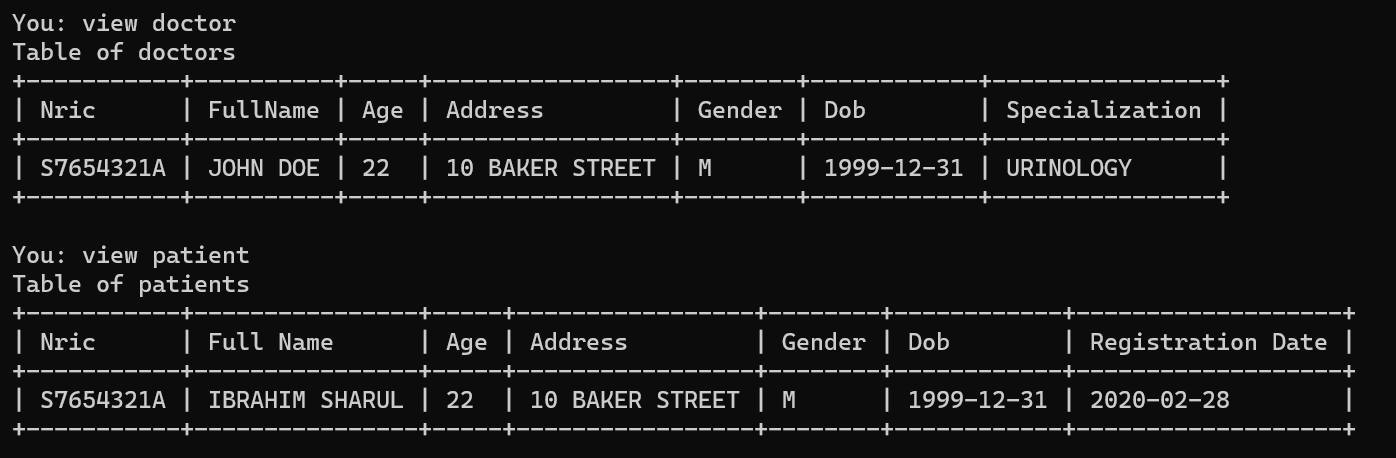 You: view doctor
Table of doctors
+-----------+----------+-----+-----------------+--------+------------+----------------+
| Nric      | FullName | Age | Address         | Gender | Dob        | Specialization |
+-----------+----------+-----+-----------------+--------+------------+----------------+
| S7654321A | JOHN DOE | 22  | 10 BAKER STREET | M      | 1999-12-31 | URINOLOGY      |
+-----------+----------+-----+-----------------+--------+------------+----------------+
You: view patient
Table of patients
+-----------+----------------+-----+-----------------+--------+------------+-------------------+
| Nric      | Full Name      | Age | Address         | Gender | Dob        | Registration Date |
+-----------+----------------+-----+-----------------+--------+------------+-------------------+
| S7654321A | IBRAHIM SHARUL | 22  | 10 BAKER STREET | M      | 1999-12-31 | 2020-02-28        |
+-----------+----------------+-----+-----------------+--------+------------+-------------------+